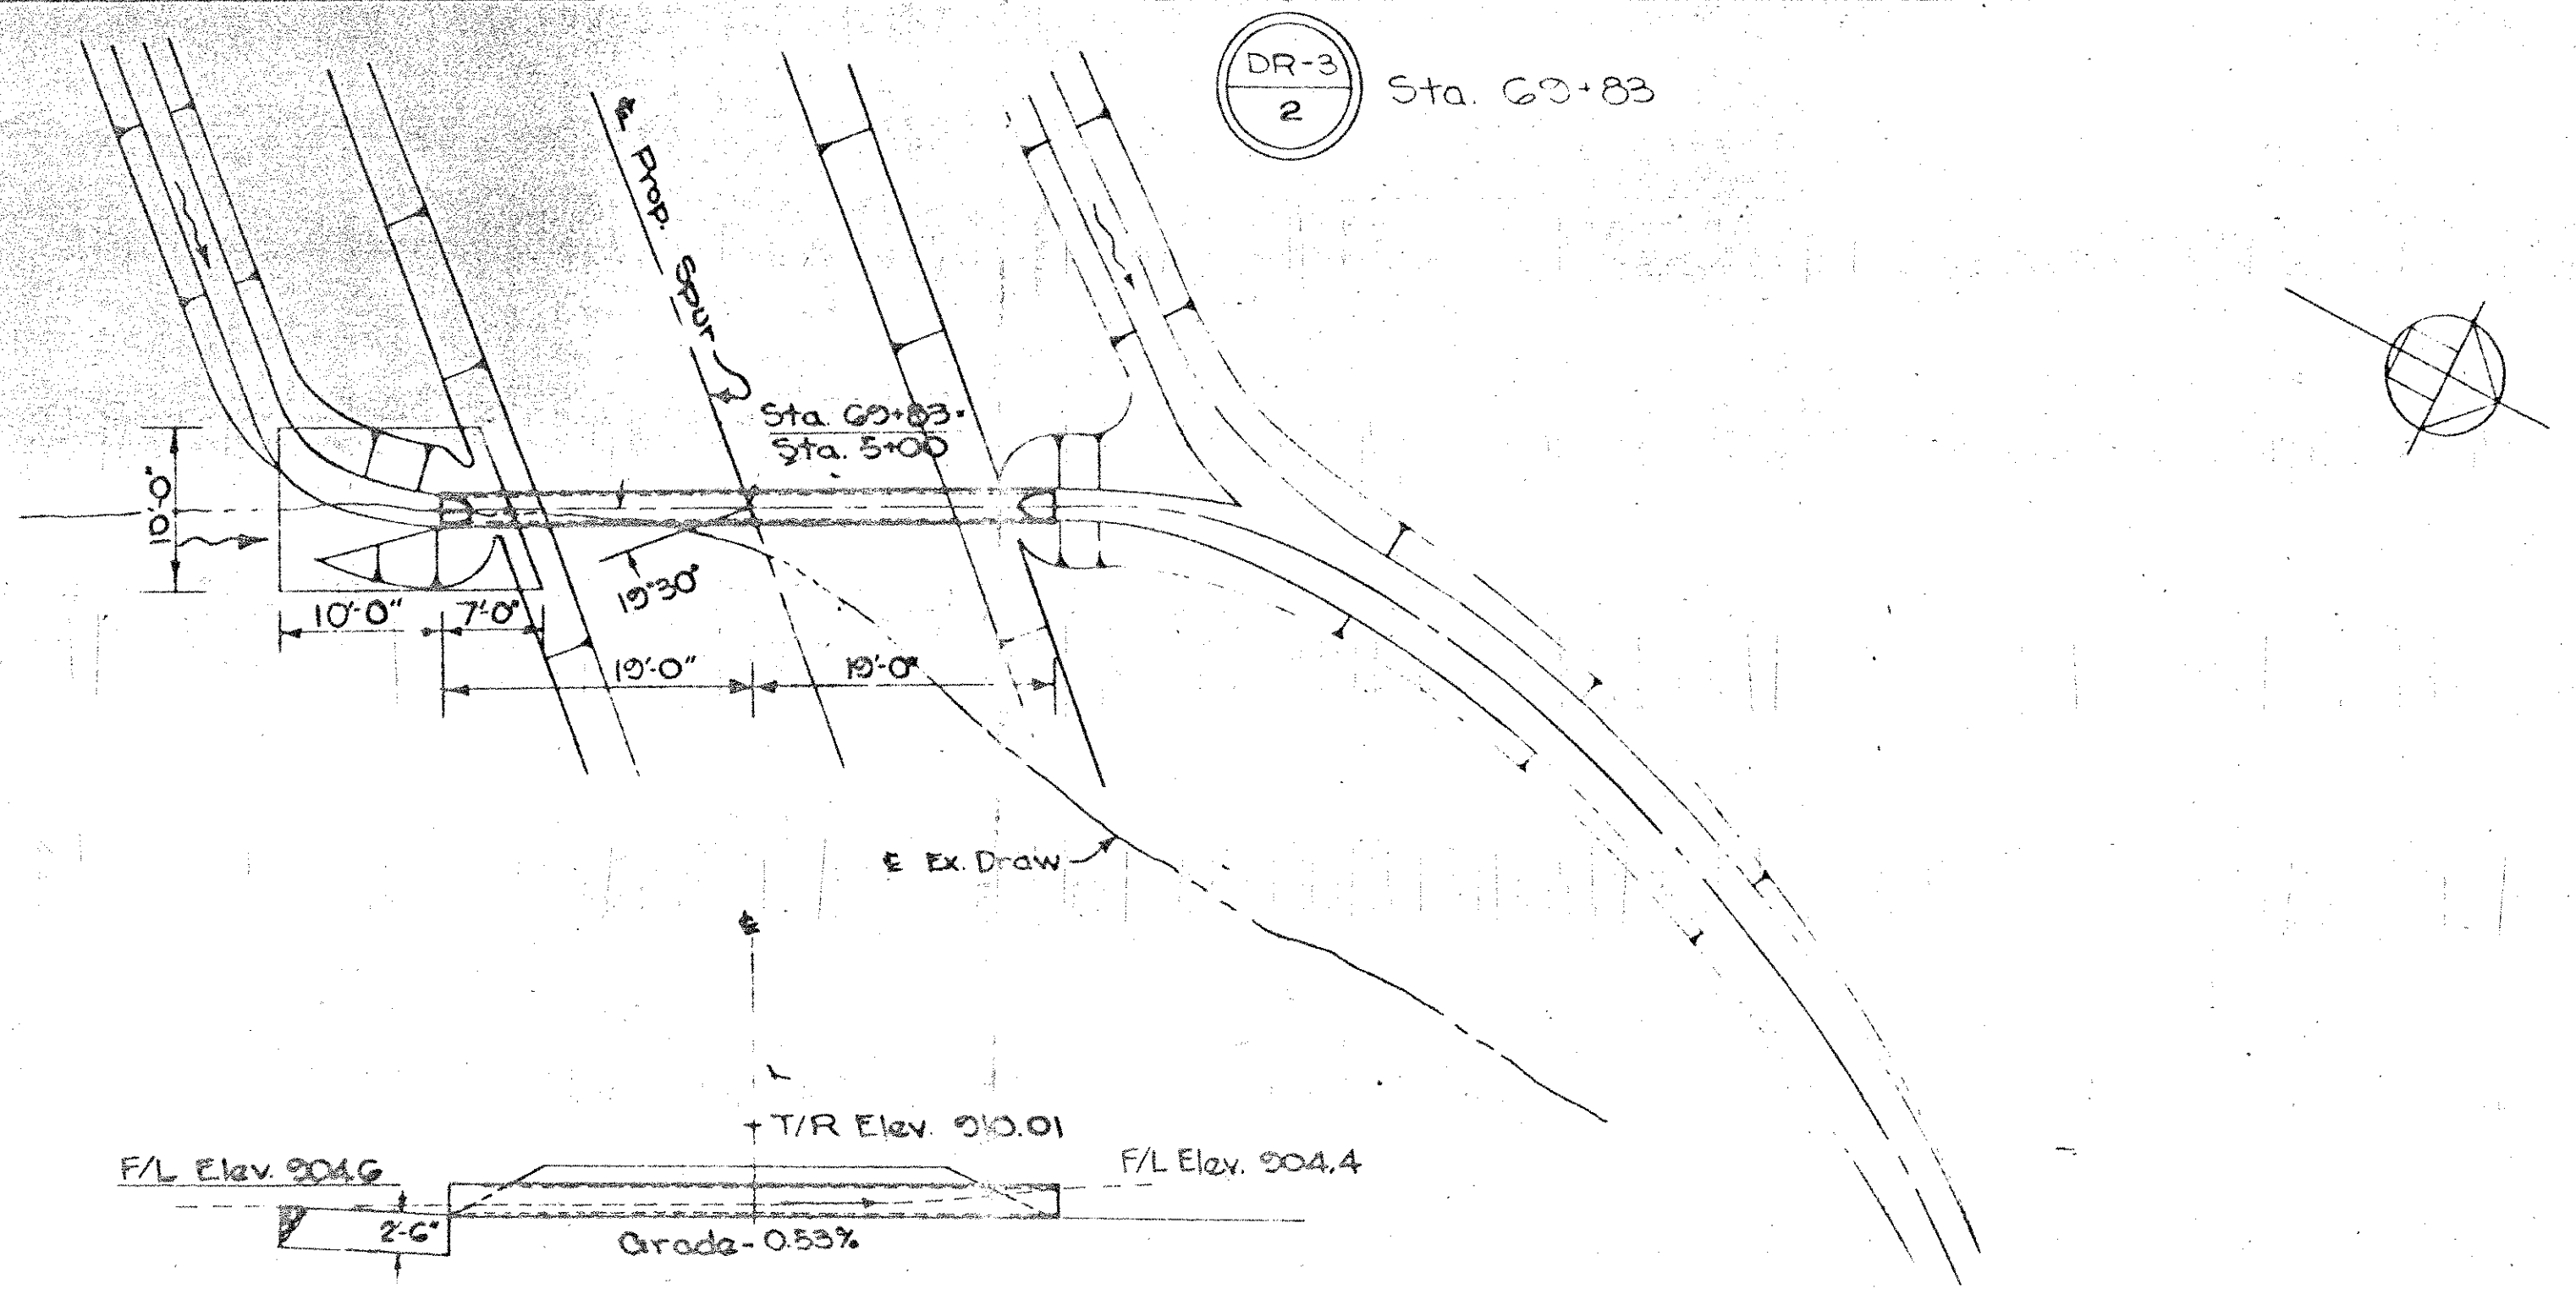 DR-3
2
Sta. 69+83
℄ Prop. Spur
Sta. 69+83
Sta. 5+00
10'-0"
19°30'
10'-0"
7'-0"
19'-0"
19'-0"
℄ Ex. Draw
℄
T/R Elev. 910.01
F/L Elev. 904.6
F/L Elev. 904.4
2'-6"
Grade-0.53%